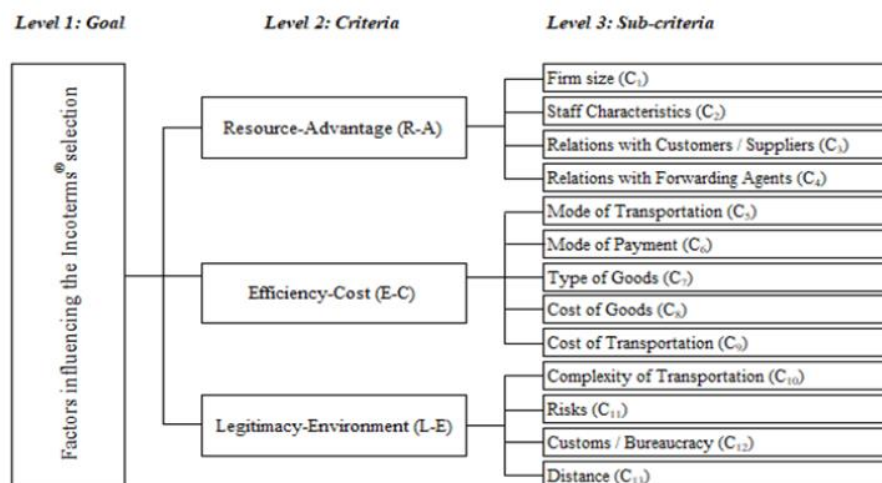 Level 1: Goal
Level 2: Criteria
Level 3: Sub-criteria
Factors influencing the Incoterms® selection
Resource-Advantage (R-A)
Firm size (C₁)
Staff Characteristics (C₂)
Relations with Customers / Suppliers (C₃)
Relations with Forwarding Agents (C₄)
Efficiency-Cost (E-C)
Mode of Transportation (C₅)
Mode of Payment (C₆)
Type of Goods (C₇)
Cost of Goods (C₈)
Cost of Transportation (C₉)
Legitimacy-Environment (L-E)
Complexity of Transportation (C₁₀)
Risks (C₁₁)
Customs / Bureaucracy (C₁₂)
Distance (C₁₃)